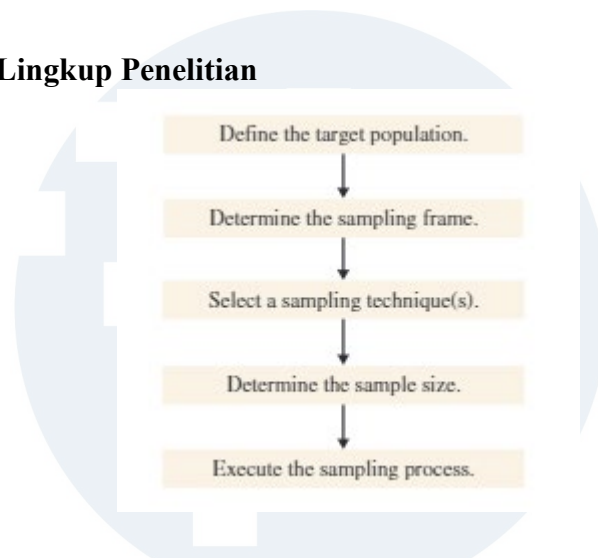 Lingkup Penelitian
Define the target population.
Determine the sampling frame.
Select a sampling technique(s).
Determine the sample size.
Execute the sampling process.